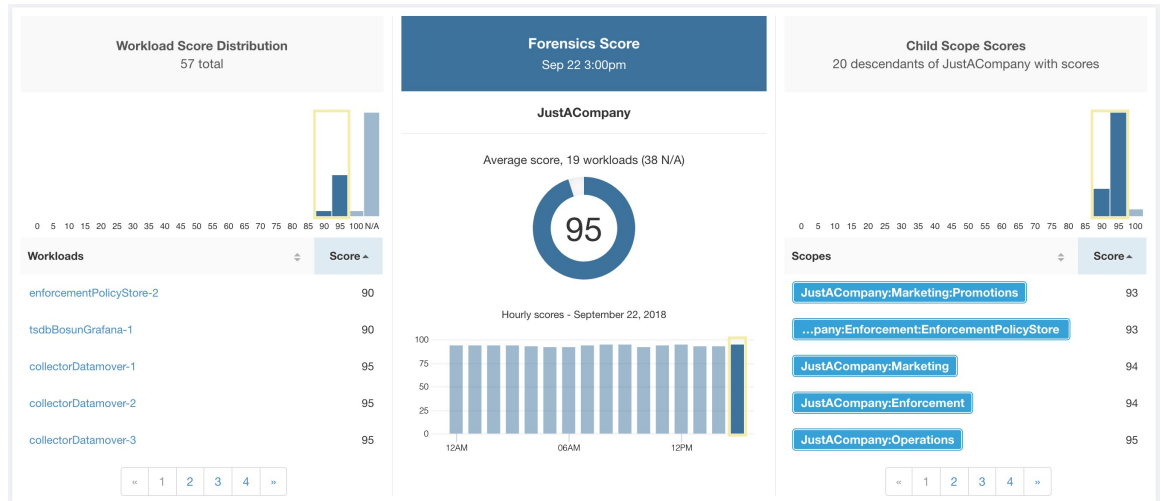 Workload Score Distribution
57 total
0 5 10 15 20 25 30 35 40 45 50 55 60 65 70 75 80 85 90 95 100 N/A
Workloads Score
enforcementPolicyStore-2 90
tsdbBosunGrafana-1 90
collectorDatamover-1 95
collectorDatamover-2 95
collectorDatamover-3 95
« 1 2 3 4 »
Forensics Score
Sep 22 3:00pm
JustACompany
Average score, 19 workloads (38 N/A)
95
Hourly scores - September 22, 2018
100
75
50
25
0
12AM 06AM 12PM
Child Scope Scores
20 descendants of JustACompany with scores
0 5 10 15 20 25 30 35 40 45 50 55 60 65 70 75 80 85 90 95 100
Scopes Score
JustACompany:Marketing:Promotions 93
...pany:Enforcement:EnforcementPolicyStore 93
JustACompany:Marketing 94
JustACompany:Enforcement 94
JustACompany:Operations 95
« 1 2 3 4 »